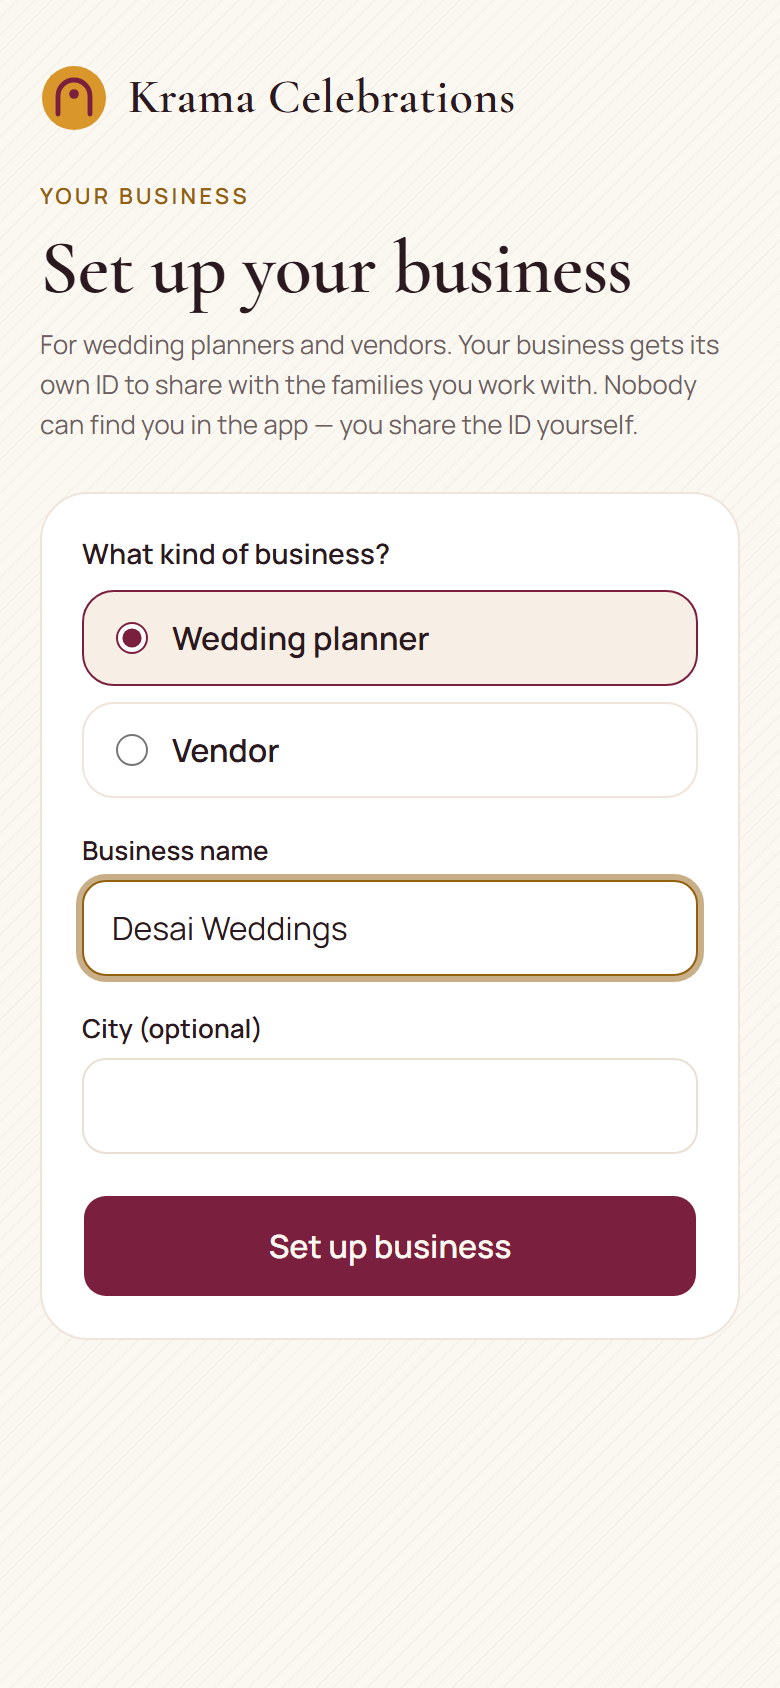 Krama Celebrations
YOUR BUSINESS
Set up your business
For wedding planners and vendors. Your business gets its
own ID to share with the families you work with. Nobody
can find you in the app — you share the ID yourself.
What kind of business?
Wedding planner
Vendor
Business name
Desai Weddings
City (optional)
Set up business